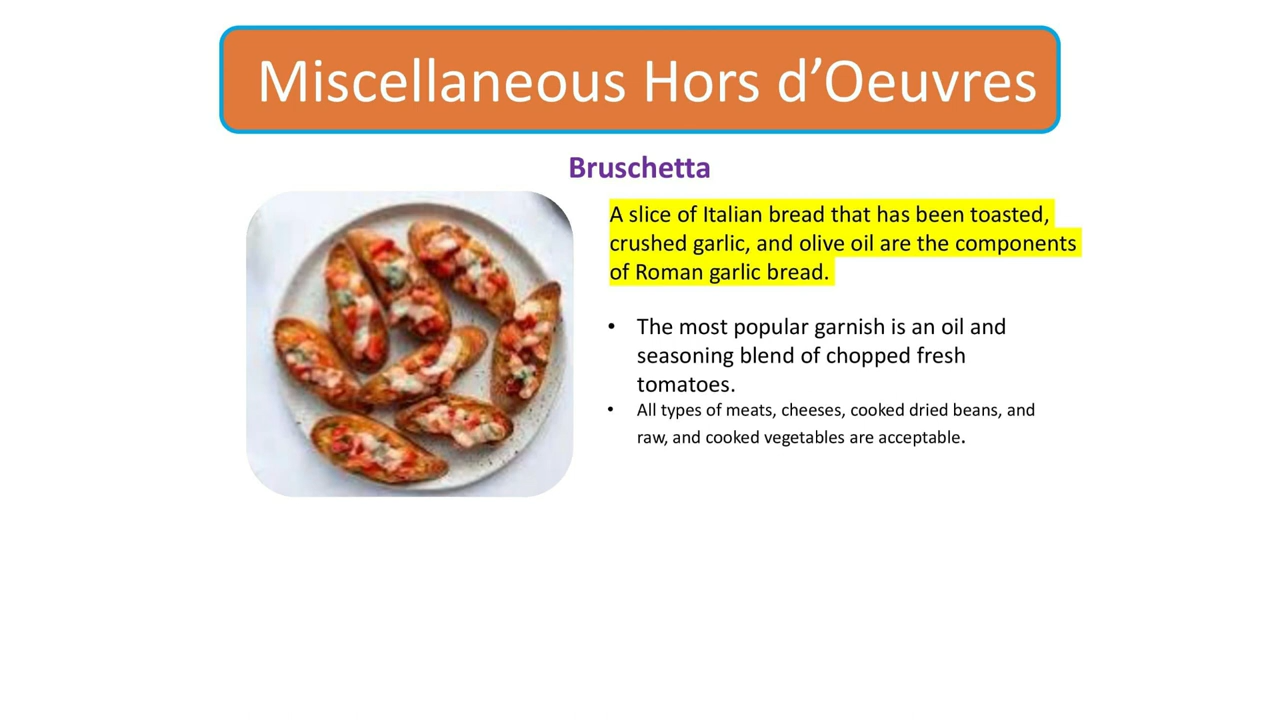 Miscellaneous Hors d’Oeuvres
Bruschetta
A slice of Italian bread that has been toasted,
crushed garlic, and olive oil are the components
of Roman garlic bread.
• The most popular garnish is an oil and
seasoning blend of chopped fresh
tomatoes.
• All types of meats, cheeses, cooked dried beans, and
raw, and cooked vegetables are acceptable.